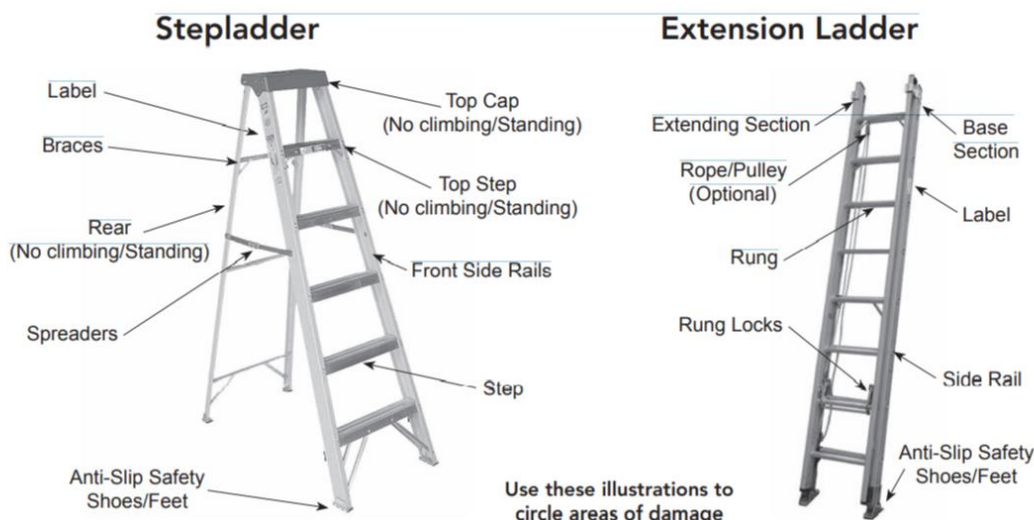 Stepladder
Label
Braces
Rear
(No climbing/Standing)
Spreaders
Anti-Slip Safety
Shoes/Feet
Top Cap
(No climbing/Standing)
Top Step
(No climbing/Standing)
Front Side Rails
Step
Extension Ladder
Extending Section
Rope/Pulley
(Optional)
Rung
Rung Locks
Base
Section
Label
Side Rail
Anti-Slip Safety
Shoes/Feet
Use these illustrations to
circle areas of damage